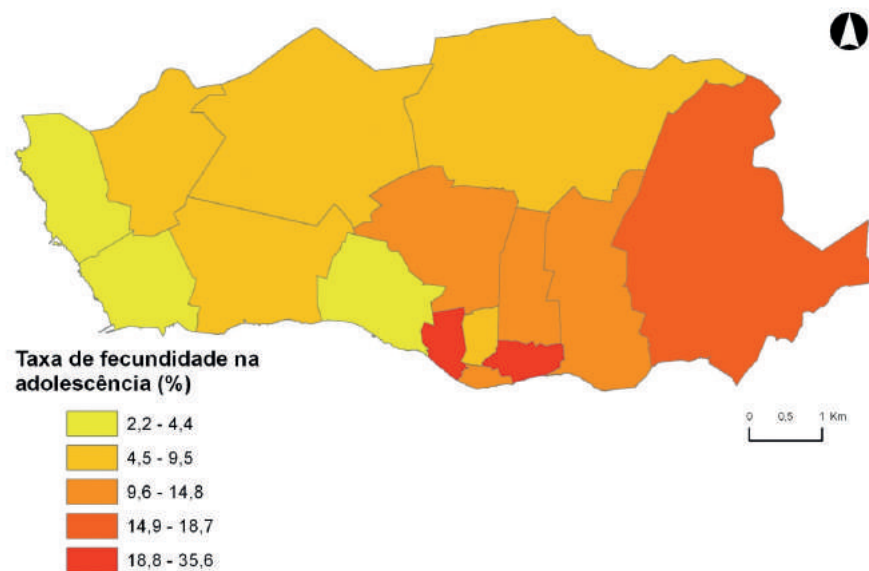 Taxa de fecundidade na
adolescência (%)
2,2 - 4,4
4,5 - 9,5
9,6 - 14,8
14,9 - 18,7
18,8 - 35,6
0 0,5 1 Km